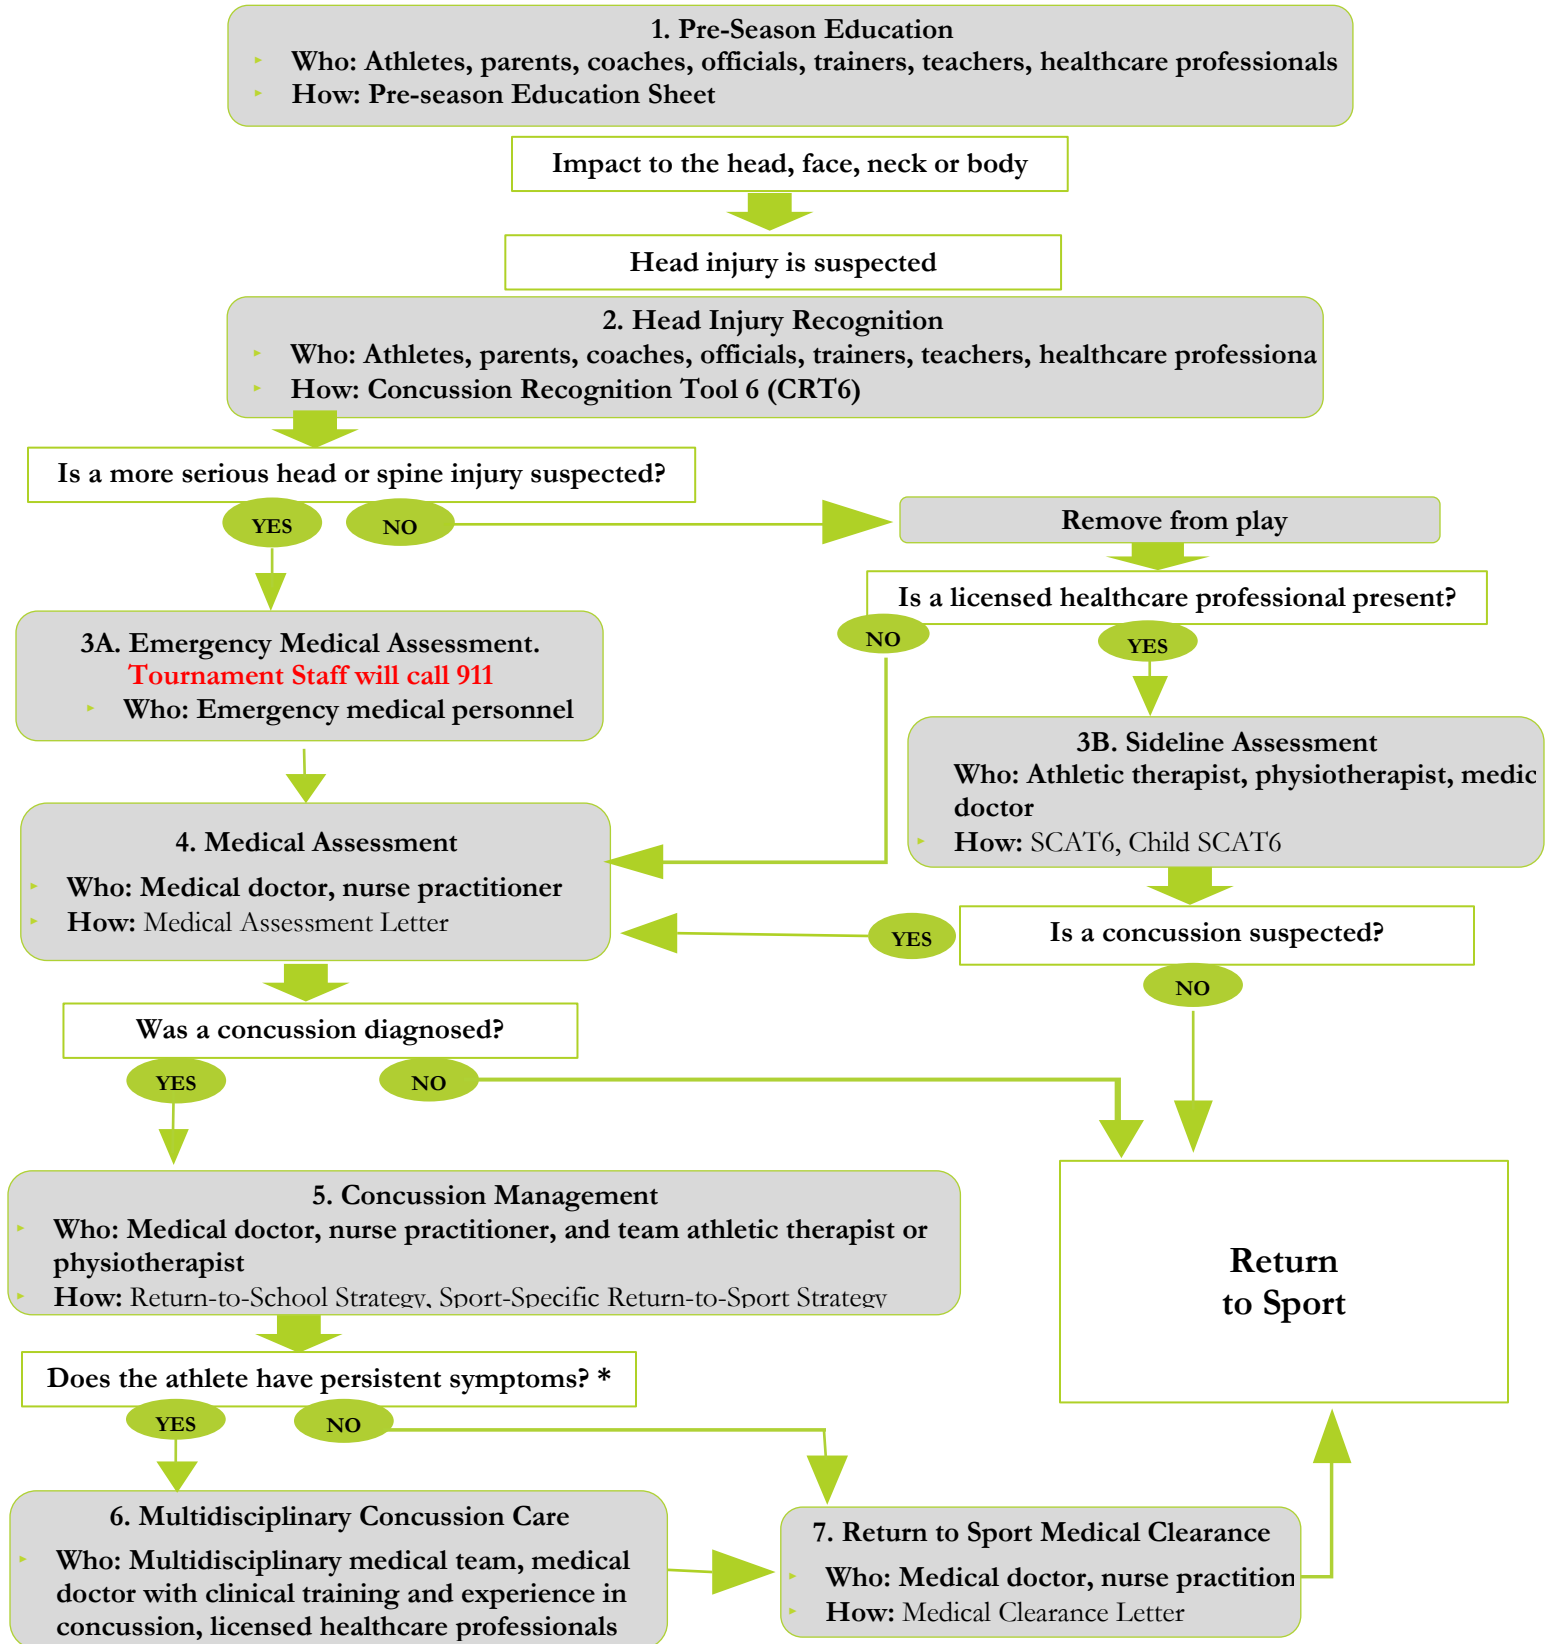 1. Pre-Season Education
Who: Athletes, parents, coaches, officials, trainers, teachers, healthcare professionals
How: Pre-season Education Sheet
Impact to the head, face, neck or body
Head injury is suspected
2. Head Injury Recognition
Who: Athletes, parents, coaches, officials, trainers, teachers, healthcare professiona
How: Concussion Recognition Tool 6 (CRT6)
Is a more serious head or spine injury suspected?
YES
NO
Remove from play
Is a licensed healthcare professional present?
NO
YES
3A. Emergency Medical Assessment.
Tournament Staff will call 911
Who: Emergency medical personnel
3B. Sideline Assessment
Who: Athletic therapist, physiotherapist, medic
doctor
How: SCAT6, Child SCAT6
4. Medical Assessment
Who: Medical doctor, nurse practitioner
How: Medical Assessment Letter
YES
Is a concussion suspected?
NO
Was a concussion diagnosed?
YES
NO
5. Concussion Management
Who: Medical doctor, nurse practitioner, and team athletic therapist or
physiotherapist
How: Return-to-School Strategy, Sport-Specific Return-to-Sport Strategy
Return
to Sport
Does the athlete have persistent symptoms? *
YES
NO
6. Multidisciplinary Concussion Care
Who: Multidisciplinary medical team, medical
doctor with clinical training and experience in
concussion, licensed healthcare professionals
7. Return to Sport Medical Clearance
Who: Medical doctor, nurse practition
How: Medical Clearance Letter